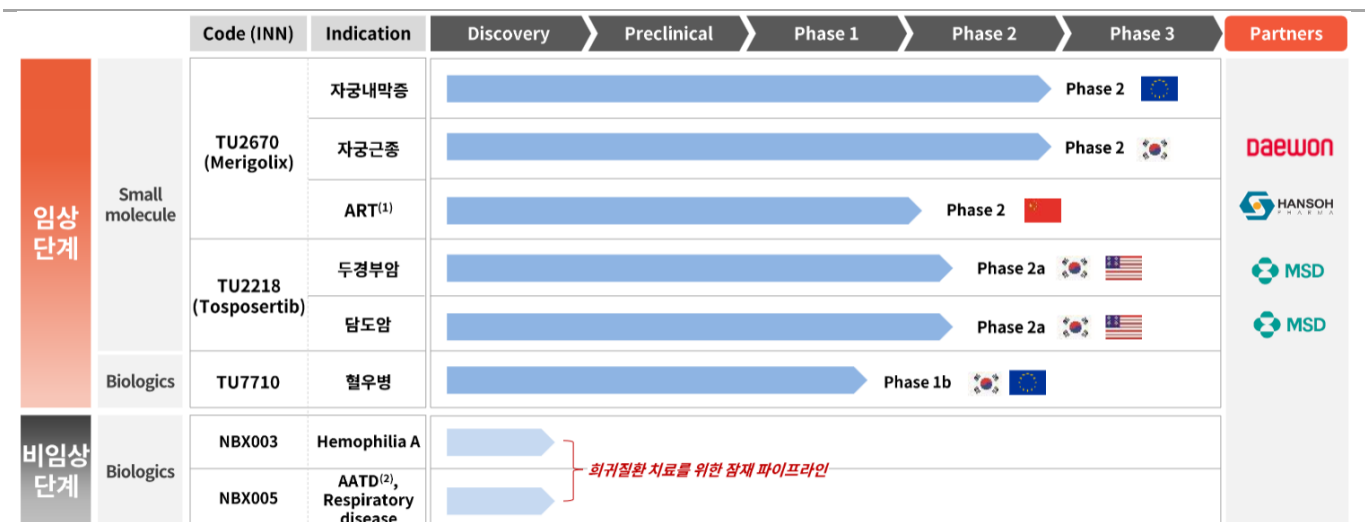 Code (INN) Indication Discovery Preclinical Phase 1 Phase 2 Phase 3 Partners
임상
단계
Small
molecule
TU2670
(Merigolix)
자궁내막증
Phase 2
자궁근종
Phase 2
DAEWON
ART(1)
Phase 2
HANSOH
PHARMA
TU2218
(Tosposertib)
두경부암
Phase 2a
MSD
담도암
Phase 2a
MSD
Biologics
TU7710
혈우병
Phase 1b
비임상
단계
Biologics
NBX003
Hemophilia A
희귀질환 치료를 위한 잠재 파이프라인
NBX005
AATD(2),
Respiratory
disease